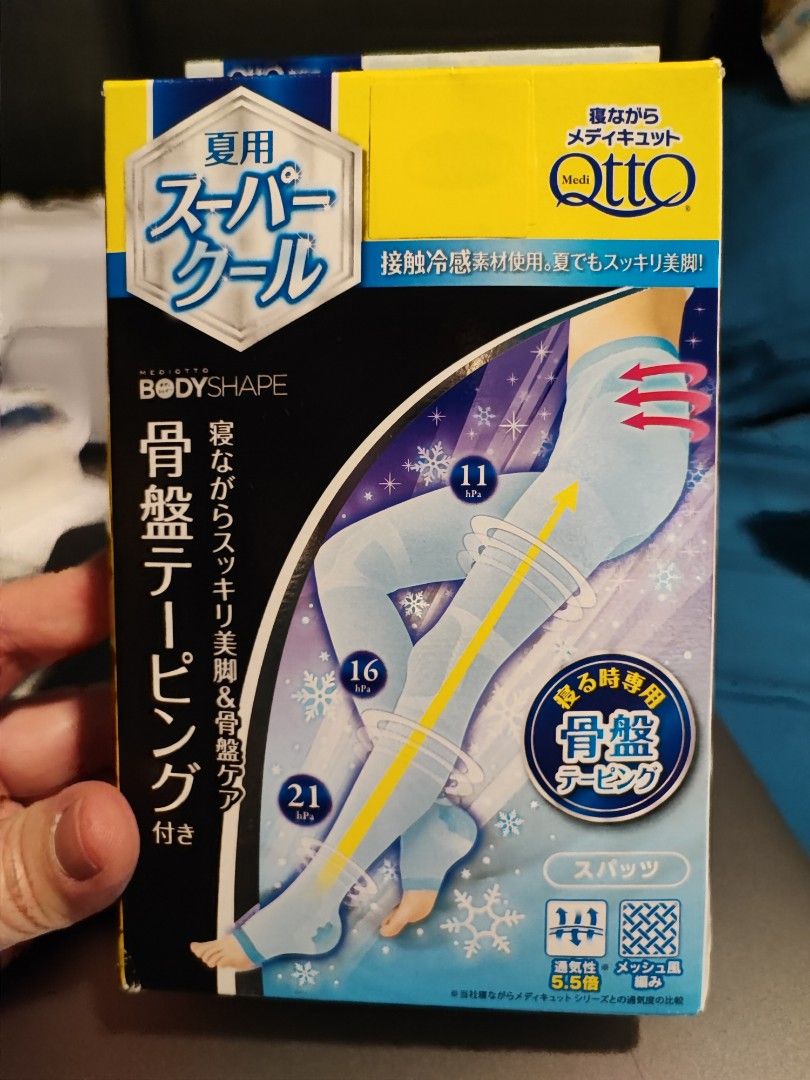 夏用
スーパー
クール
寝ながら
メディキュット
Medi QttO
接触冷感素材使用。夏でもスッキリ美脚!
MEDIQTTO
BODYSHAPE
寝ながらスッキリ美脚&骨盤ケア
骨盤テーピング付き
11
hPa
16
hPa
21
hPa
寝る時専用
骨盤
テーピング
スパッツ
通気性※
5.5倍
メッシュ風
編み
※当社寝ながらメディキュット シリーズとの通気度の比較